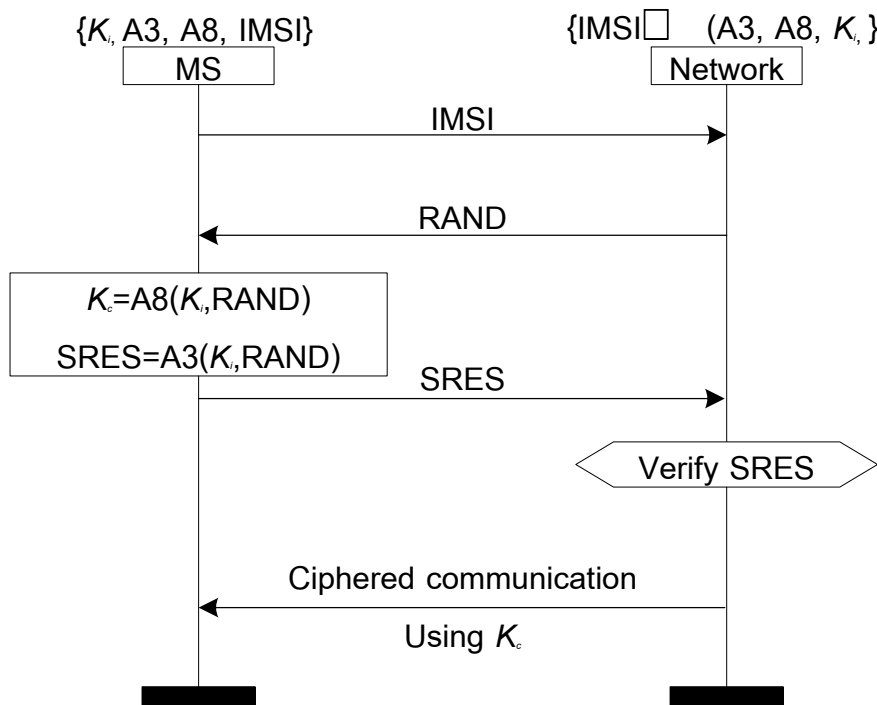 {Ki, A3, A8, IMSI}
{IMSI□ (A3, A8, Ki, }
MS
Network
IMSI
RAND
Kc=A8(Ki,RAND)
SRES=A3(Ki,RAND)
SRES
Verify SRES
Ciphered communication
Using Kc